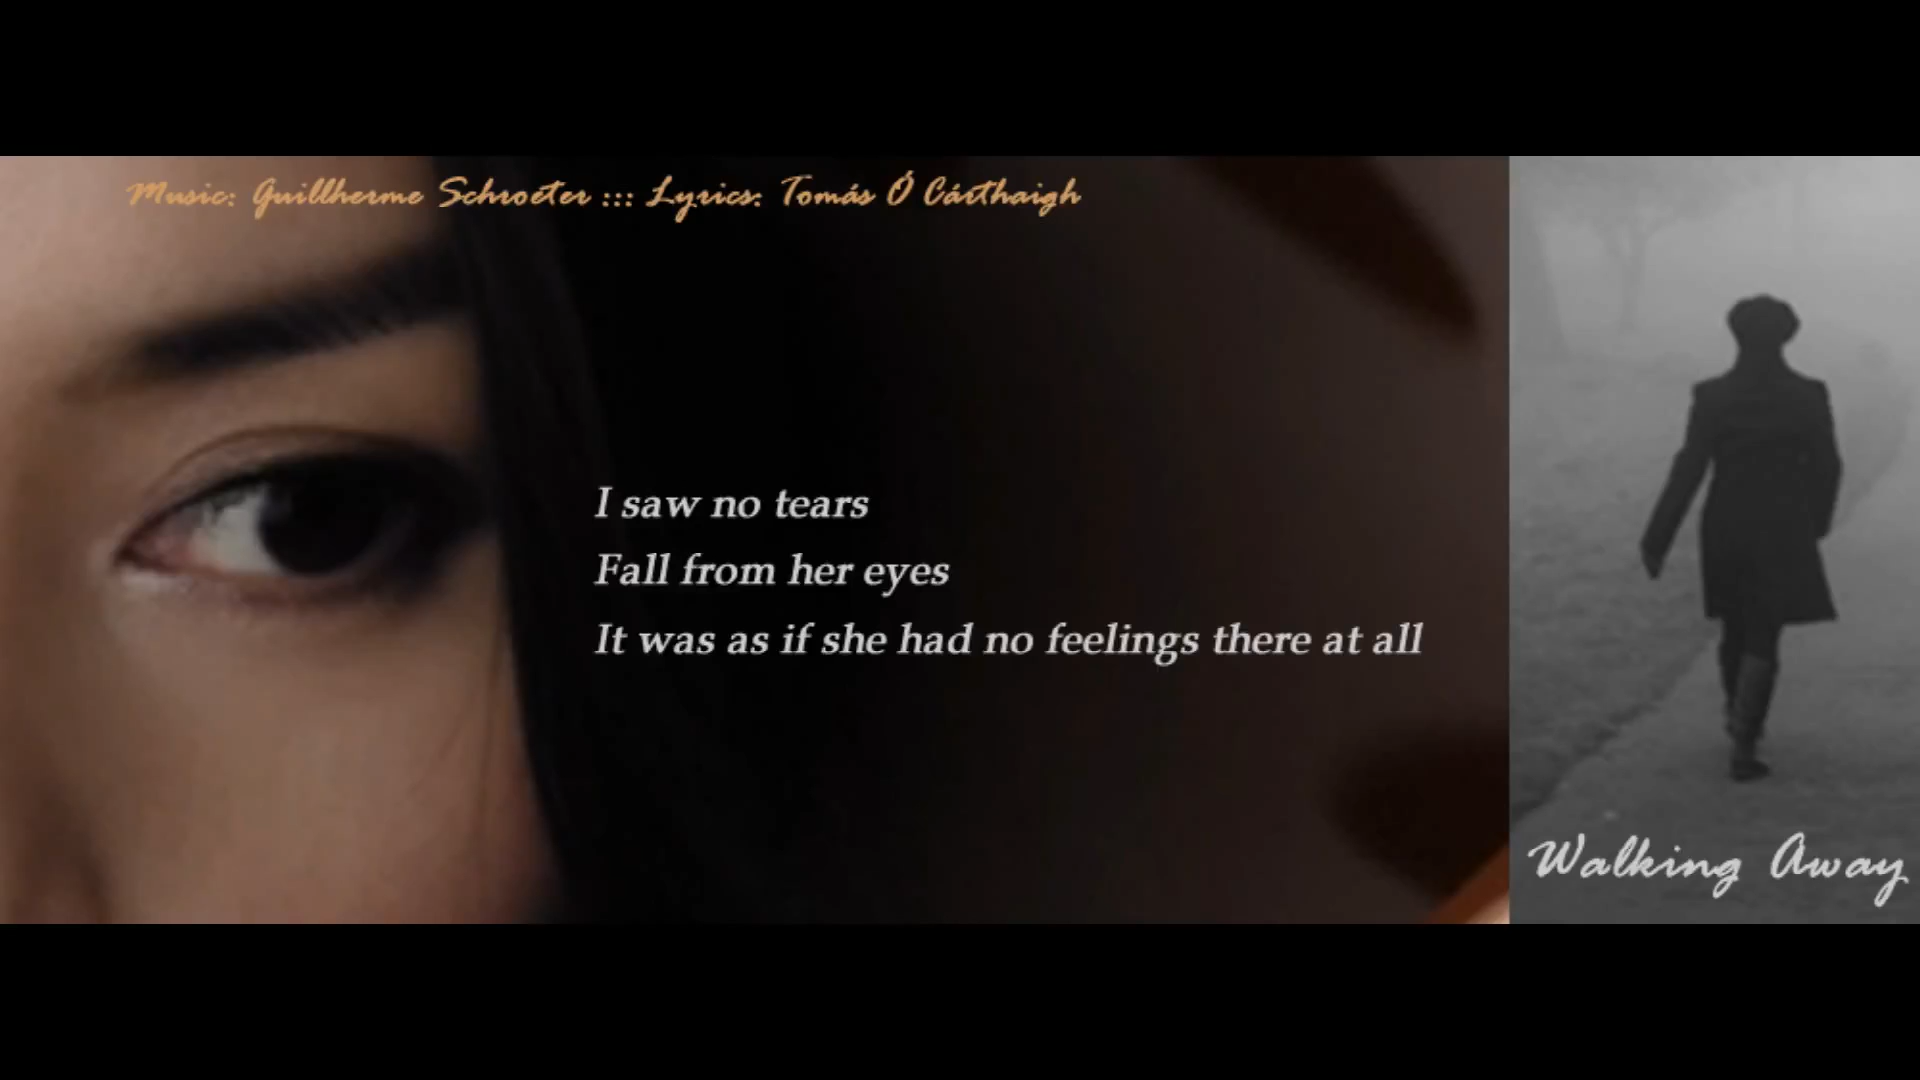 Music: Guillherme Schroeter ::: Lyrics: Tomás Ó Cárthaigh
I saw no tears
Fall from her eyes
It was as if she had no feelings there at all
Walking Away